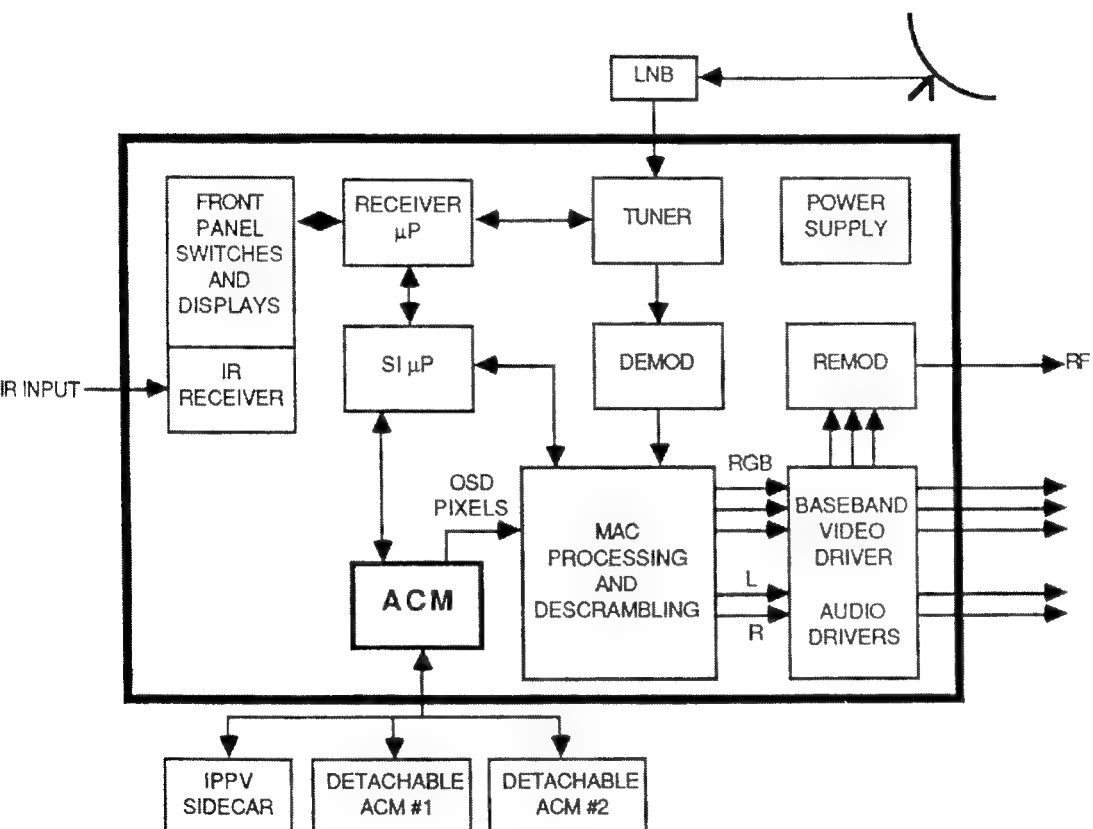 LNB
FRONT
PANEL
SWITCHES
AND
DISPLAYS
RECEIVER
µP
TUNER
POWER
SUPPLY
SI µP
DEMOD
REMOD
RF
IR INPUT
IR
RECEIVER
OSD
PIXELS
RGB
MAC
PROCESSING
AND
DESCRAMBLING
BASEBAND
VIDEO
DRIVER
L
R
AUDIO
DRIVERS
ACM
IPPV
SIDECAR
DETACHABLE
ACM #1
DETACHABLE
ACM #2